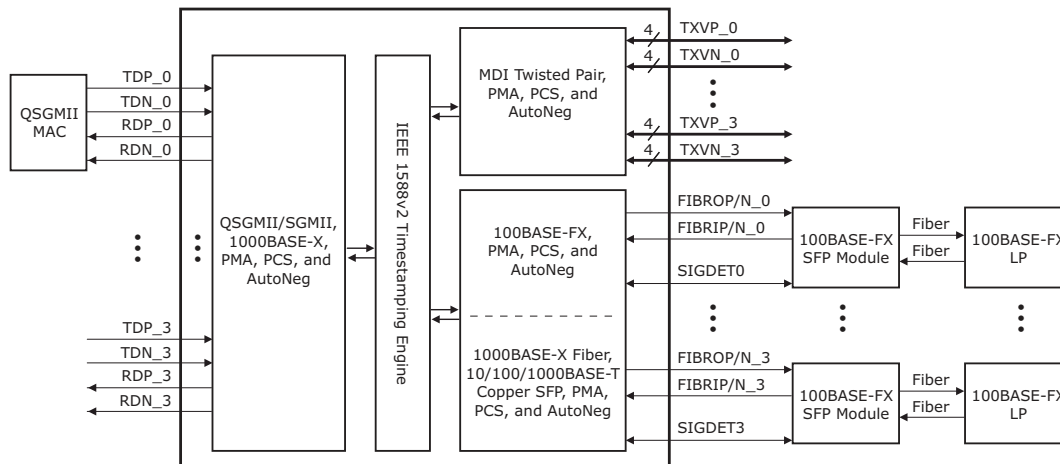 QSGMII
MAC
TDP_0
TDN_0
RDP_0
RDN_0
TDP_3
TDN_3
RDP_3
RDN_3
QSGMII/SGMII,
1000BASE-X,
PMA, PCS, and
AutoNeg
IEEE 1588v2 Timestamping Engine
MDI Twisted Pair,
PMA, PCS, and
AutoNeg
4 TXVP_0
4 TXVN_0
4 TXVP_3
4 TXVN_3
100BASE-FX,
PMA, PCS, and
AutoNeg
1000BASE-X Fiber,
10/100/1000BASE-T
Copper SFP, PMA,
PCS, and AutoNeg
FIBROP/N_0
FIBRIP/N_0
SIGDET0
100BASE-FX
SFP Module
Fiber
Fiber
100BASE-FX
LP
FIBROP/N_3
FIBRIP/N_3
SIGDET3
100BASE-FX
SFP Module
Fiber
Fiber
100BASE-FX
LP